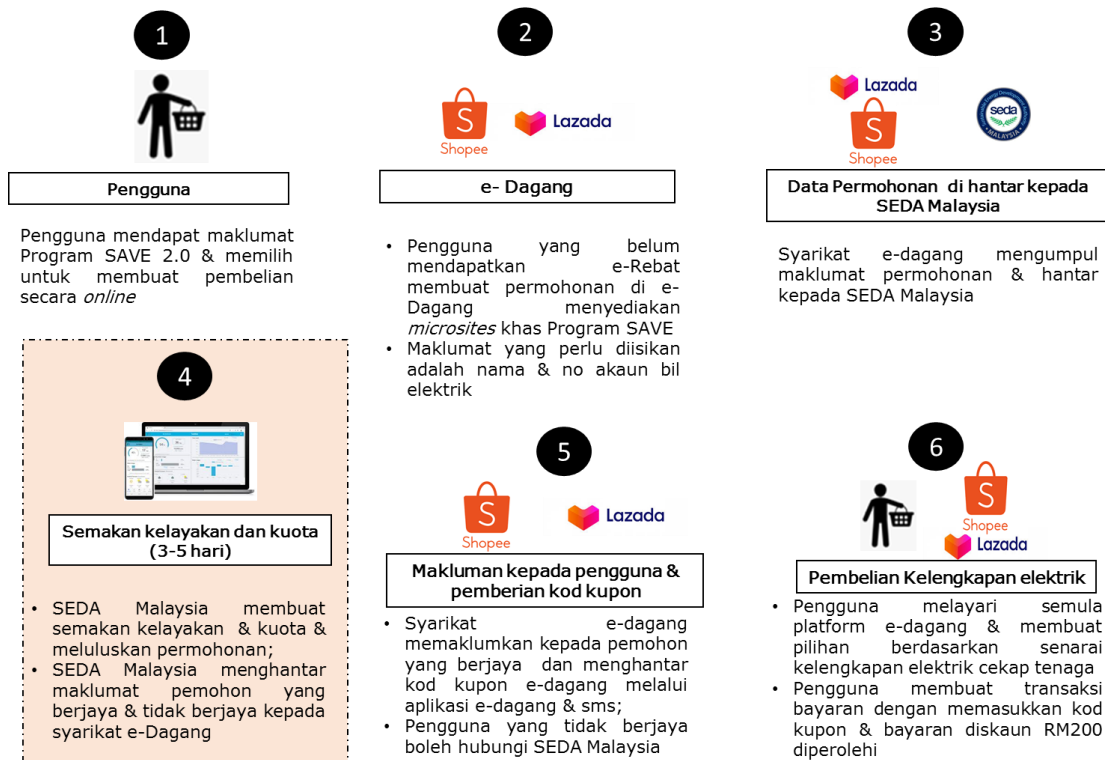 1
Pengguna
Pengguna mendapat maklumat
Program SAVE 2.0 & memilih
untuk membuat pembelian
secara online
2
Shopee
Lazada
e- Dagang
• Pengguna yang belum
mendapatkan e-Rebat
membuat permohonan di e-
Dagang menyediakan
microsites khas Program SAVE
• Maklumat yang perlu diisikan
adalah nama & no akaun bil
elektrik
3
Lazada
Shopee
seda
MALAYSIA
Data Permohonan di hantar kepada
SEDA Malaysia
Syarikat e-dagang mengumpul
maklumat permohonan & hantar
kepada SEDA Malaysia
4
Semakan kelayakan dan kuota
(3-5 hari)
• SEDA Malaysia membuat
semakan kelayakan & kuota &
meluluskan permohonan;
• SEDA Malaysia menghantar
maklumat pemohon yang
berjaya & tidak berjaya kepada
syarikat e-Dagang
5
Shopee
Lazada
Makluman kepada pengguna &
pemberian kod kupon
• Syarikat e-dagang
memaklumkan kepada pemohon
yang berjaya dan menghantar
kod kupon e-dagang melalui
aplikasi e-dagang & sms;
• Pengguna yang tidak berjaya
boleh hubungi SEDA Malaysia
6
Shopee
Lazada
Pembelian Kelengkapan elektrik
• Pengguna melayari semula
platform e-dagang & membuat
pilihan berdasarkan senarai
kelengkapan elektrik cekap tenaga
• Pengguna membuat transaksi
bayaran dengan memasukkan kod
kupon & bayaran diskaun RM200
diperolehi